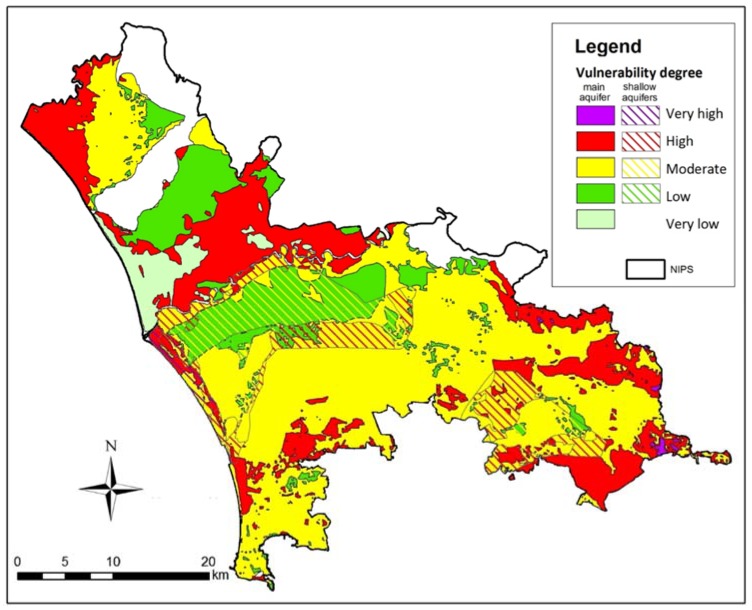 Legend
Vulnerability degree
main shallow
aquifer aquifers
Very high
High
Moderate
Low
Very low
NIPS
N
0 5 10 20
km